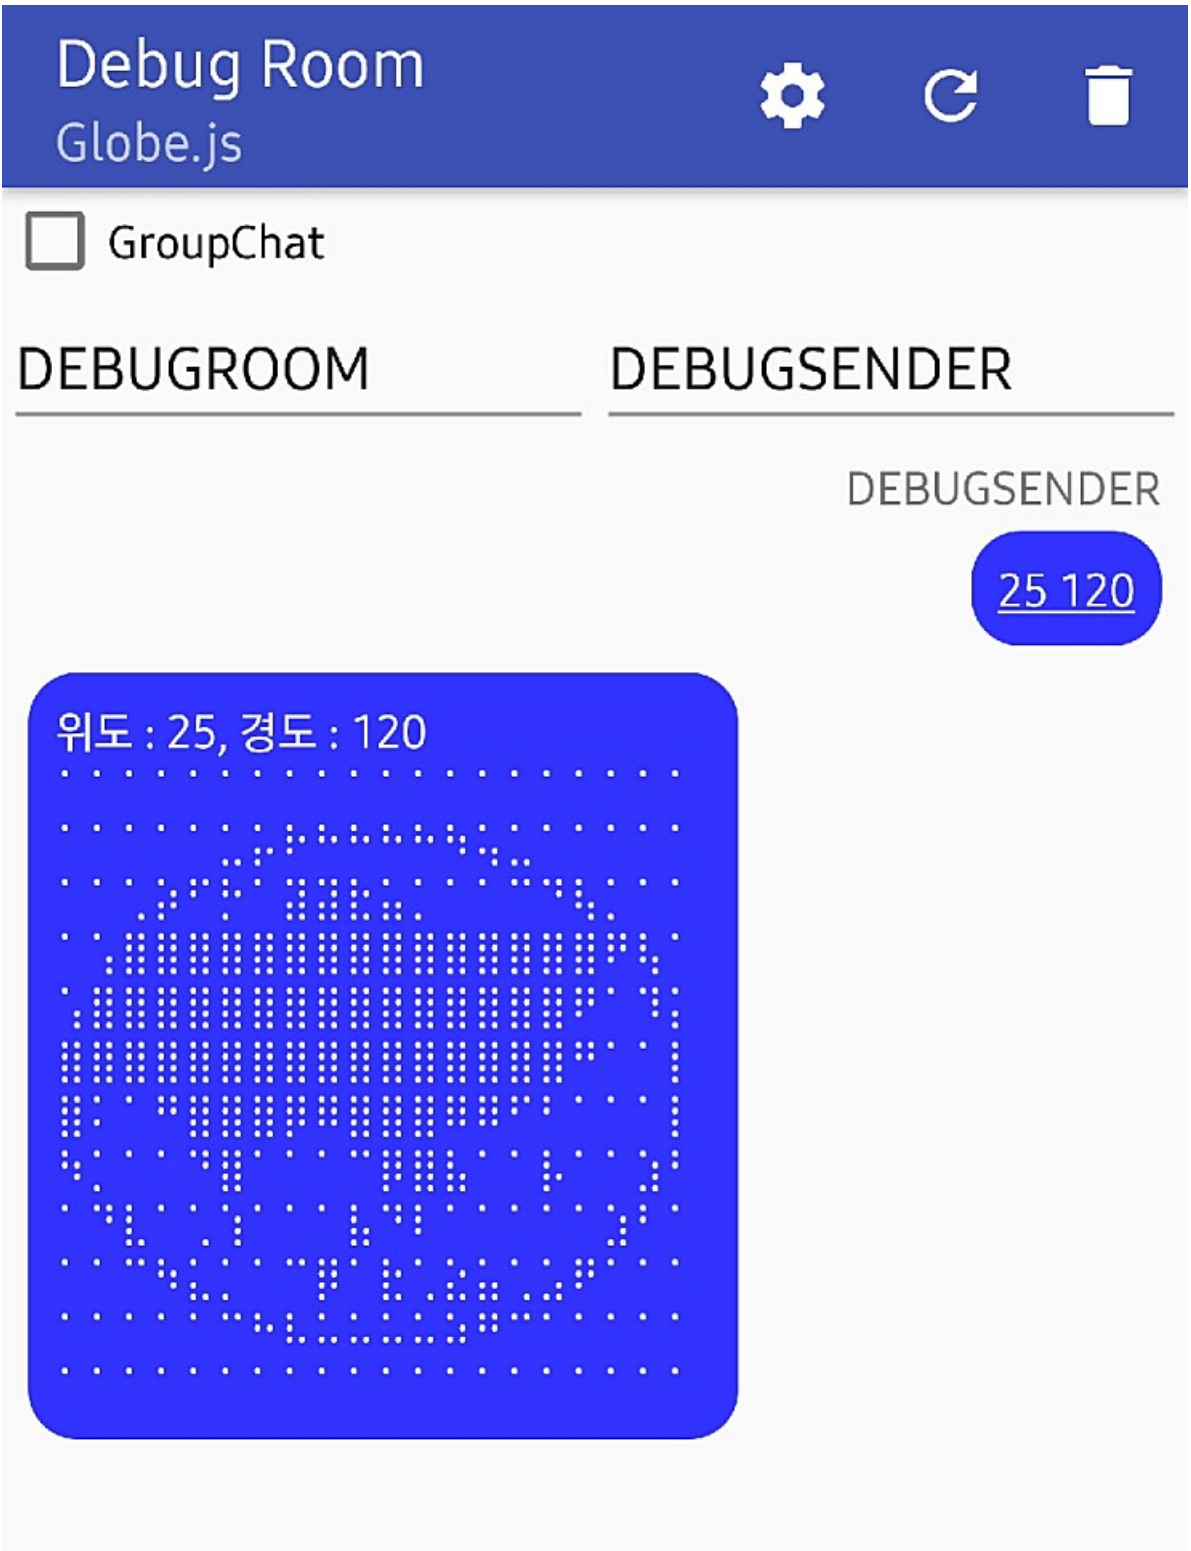 Debug Room
Globe.js
GroupChat
DEBUGROOM
DEBUGSENDER
DEBUGSENDER
25 120
위도 : 25, 경도 : 120